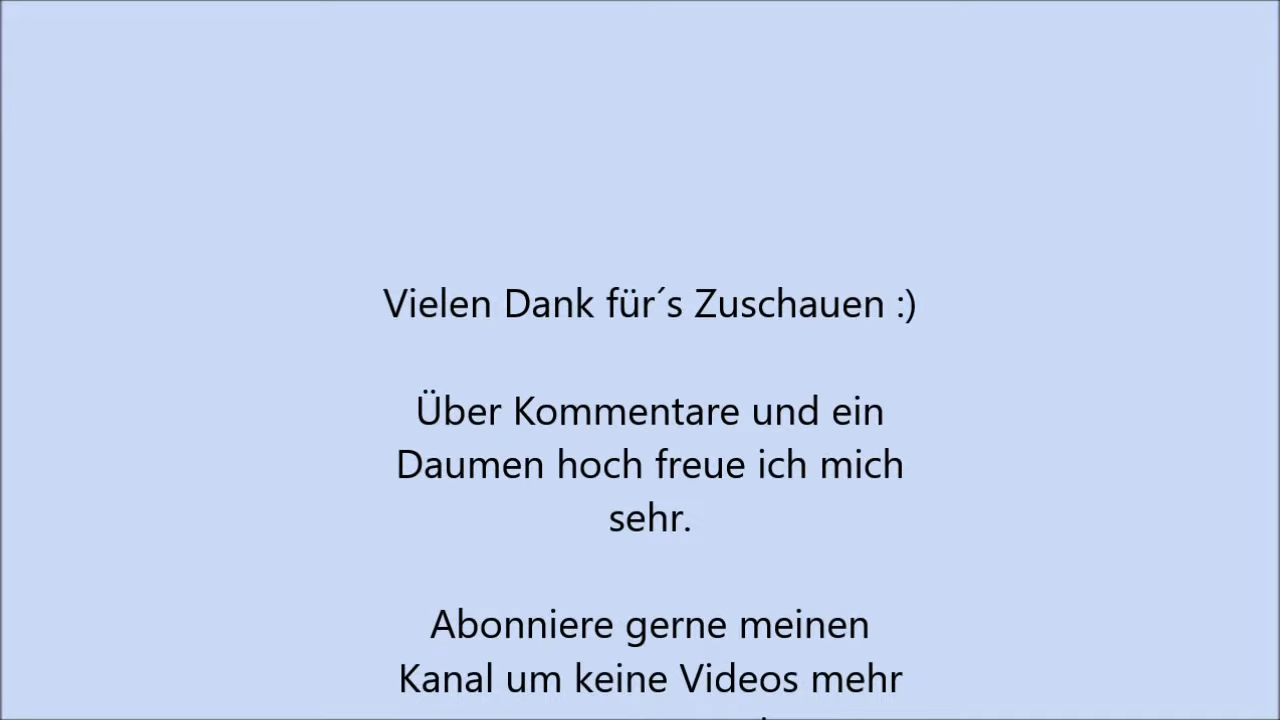 Vielen Dank für´s Zuschauen :)
Über Kommentare und ein
Daumen hoch freue ich mich
sehr.
Abonniere gerne meinen
Kanal um keine Videos mehr